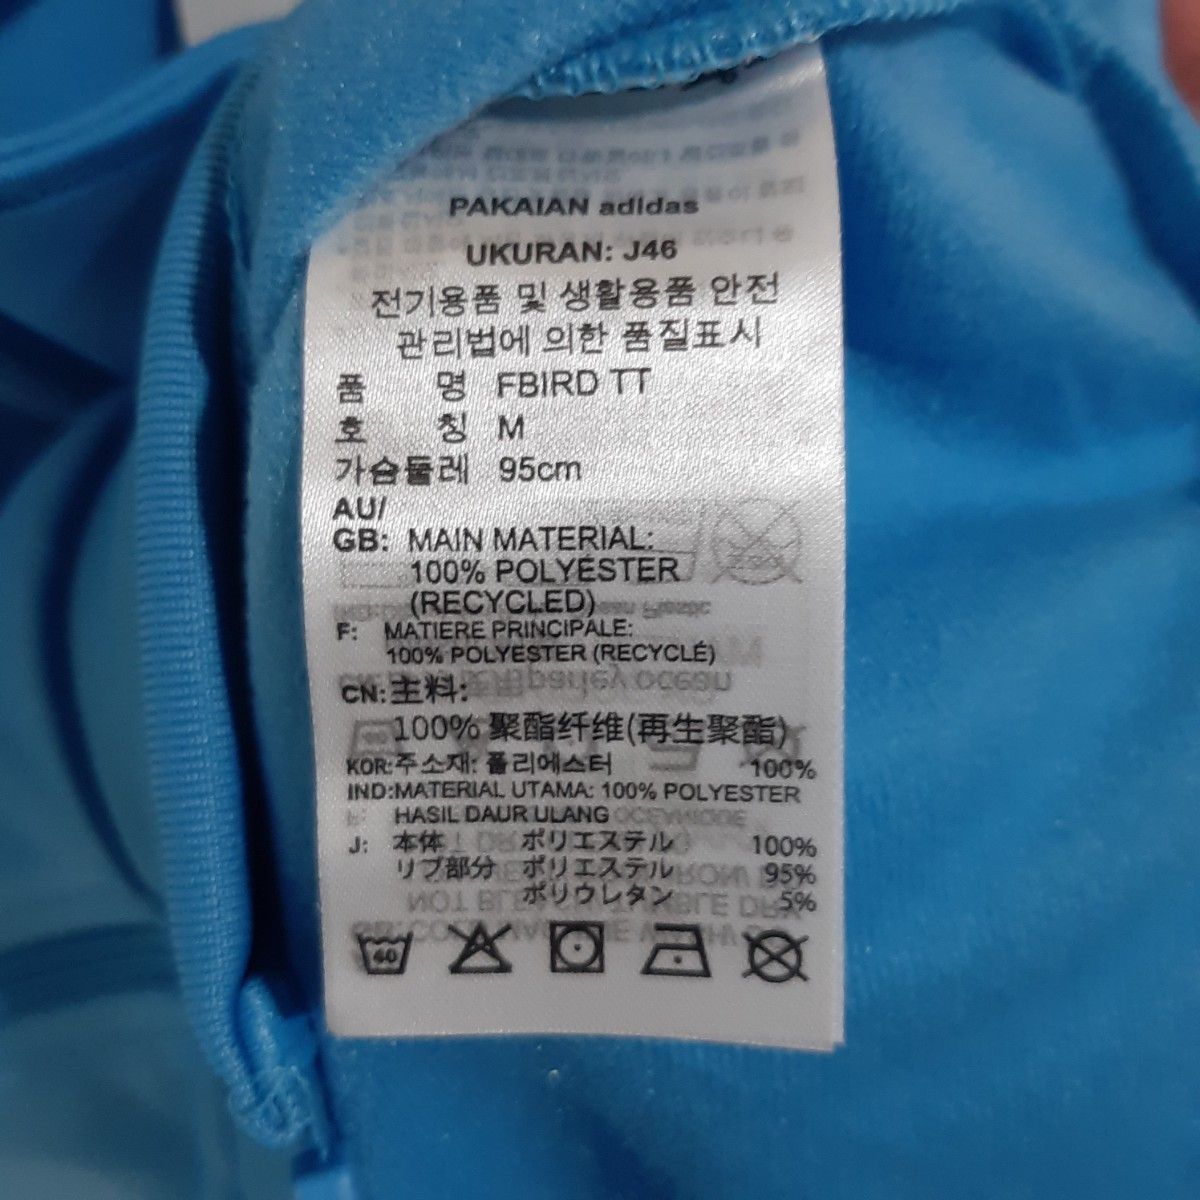 PAKAIAN adidas
UKURAN: J46
전기용품 및 생활용품 안전
관리법에 의한 품질표시
품 명 FBIRD TT
호 칭 M
가슴둘레 95cm
AU/
GB: MAIN MATERIAL:
100% POLYESTER
(RECYCLED)
F: MATIERE PRINCIPALE:
100% POLYESTER (RECYCLÉ)
CN: 主料:
100% 聚酯纤维(再生聚酯)
KOR: 주소재: 폴리에스터 100%
IND: MATERIAL UTAMA: 100% POLYESTER
HASIL DAUR ULANG
J: 本体 ポリエステル 100%
リブ部分 ポリエステル 95%
ポリウレタン 5%
40